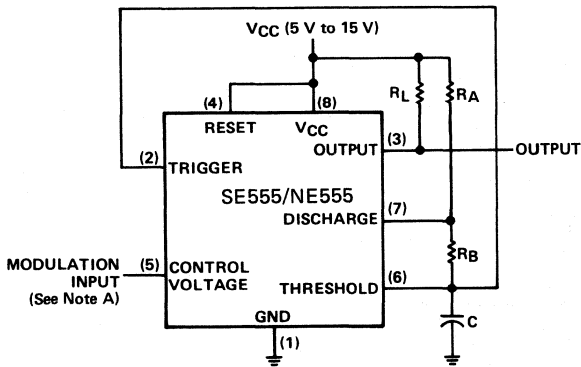 VCC (5 V to 15 V)
RL
RA
(4)
(8)
RESET
VCC
(3)
OUTPUT
OUTPUT
(2)
TRIGGER
SE555/NE555
(7)
DISCHARGE
RB
MODULATION
INPUT
(See Note A)
(5)
CONTROL
VOLTAGE
(6)
THRESHOLD
GND
(1)
C